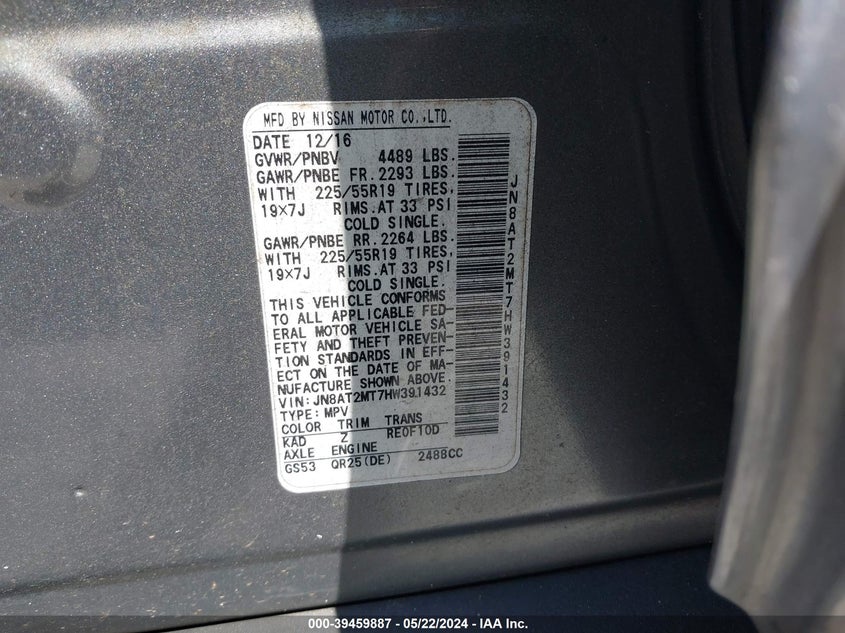 MFD BY NISSAN MOTOR CO.,LTD.
DATE 12/16
GVWR/PNBV 4489 LBS.
GAWR/PNBE FR. 2293 LBS.
WITH 225/55R19 TIRES,
19×7J RIMS.AT 33 PSI
COLD SINGLE.
GAWR/PNBE RR. 2264 LBS.
WITH 225/55R19 TIRES,
19×7J RIMS.AT 33 PSI
COLD SINGLE.
THIS VEHICLE CONFORMS
TO ALL APPLICABLE FED-
ERAL MOTOR VEHICLE SA-
FETY AND THEFT PREVEN-
TION STANDARDS IN EFF-
ECT ON THE DATE OF MA-
NUFACTURE SHOWN ABOVE.
VIN: JN8AT2MT7HW391432
TYPE: MPV
COLOR TRIM TRANS
KAD Z RE0F10D
AXLE ENGINE
GS53 QR25(DE) 2488CC
JN8AT2MT7HW391432
000-39459887 - 05/22/2024 - IAA Inc.